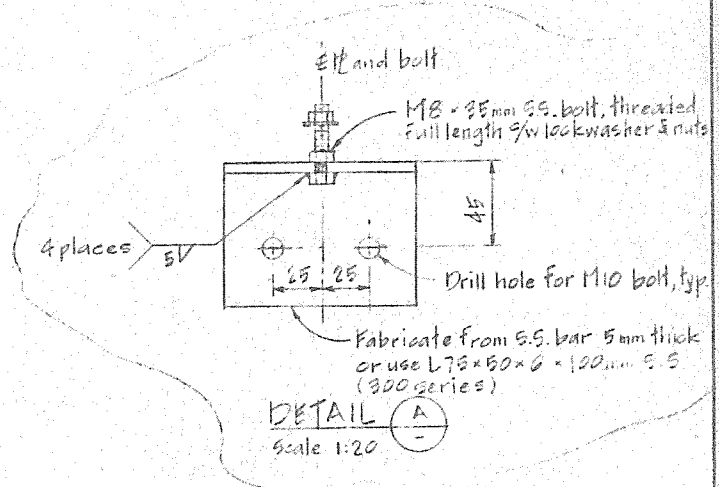 ℄ PL and bolt
M8 × 35mm S.S. bolt, threaded
Full length c/w lockwasher & nuts
45
4 places
5
25 25
Drill hole for M10 bolt, typ.
Fabricate from S.S. bar 5mm thick
or use L75×50×6 × 100mm S.S
(300 series)
DETAIL A
-
Scale 1:20